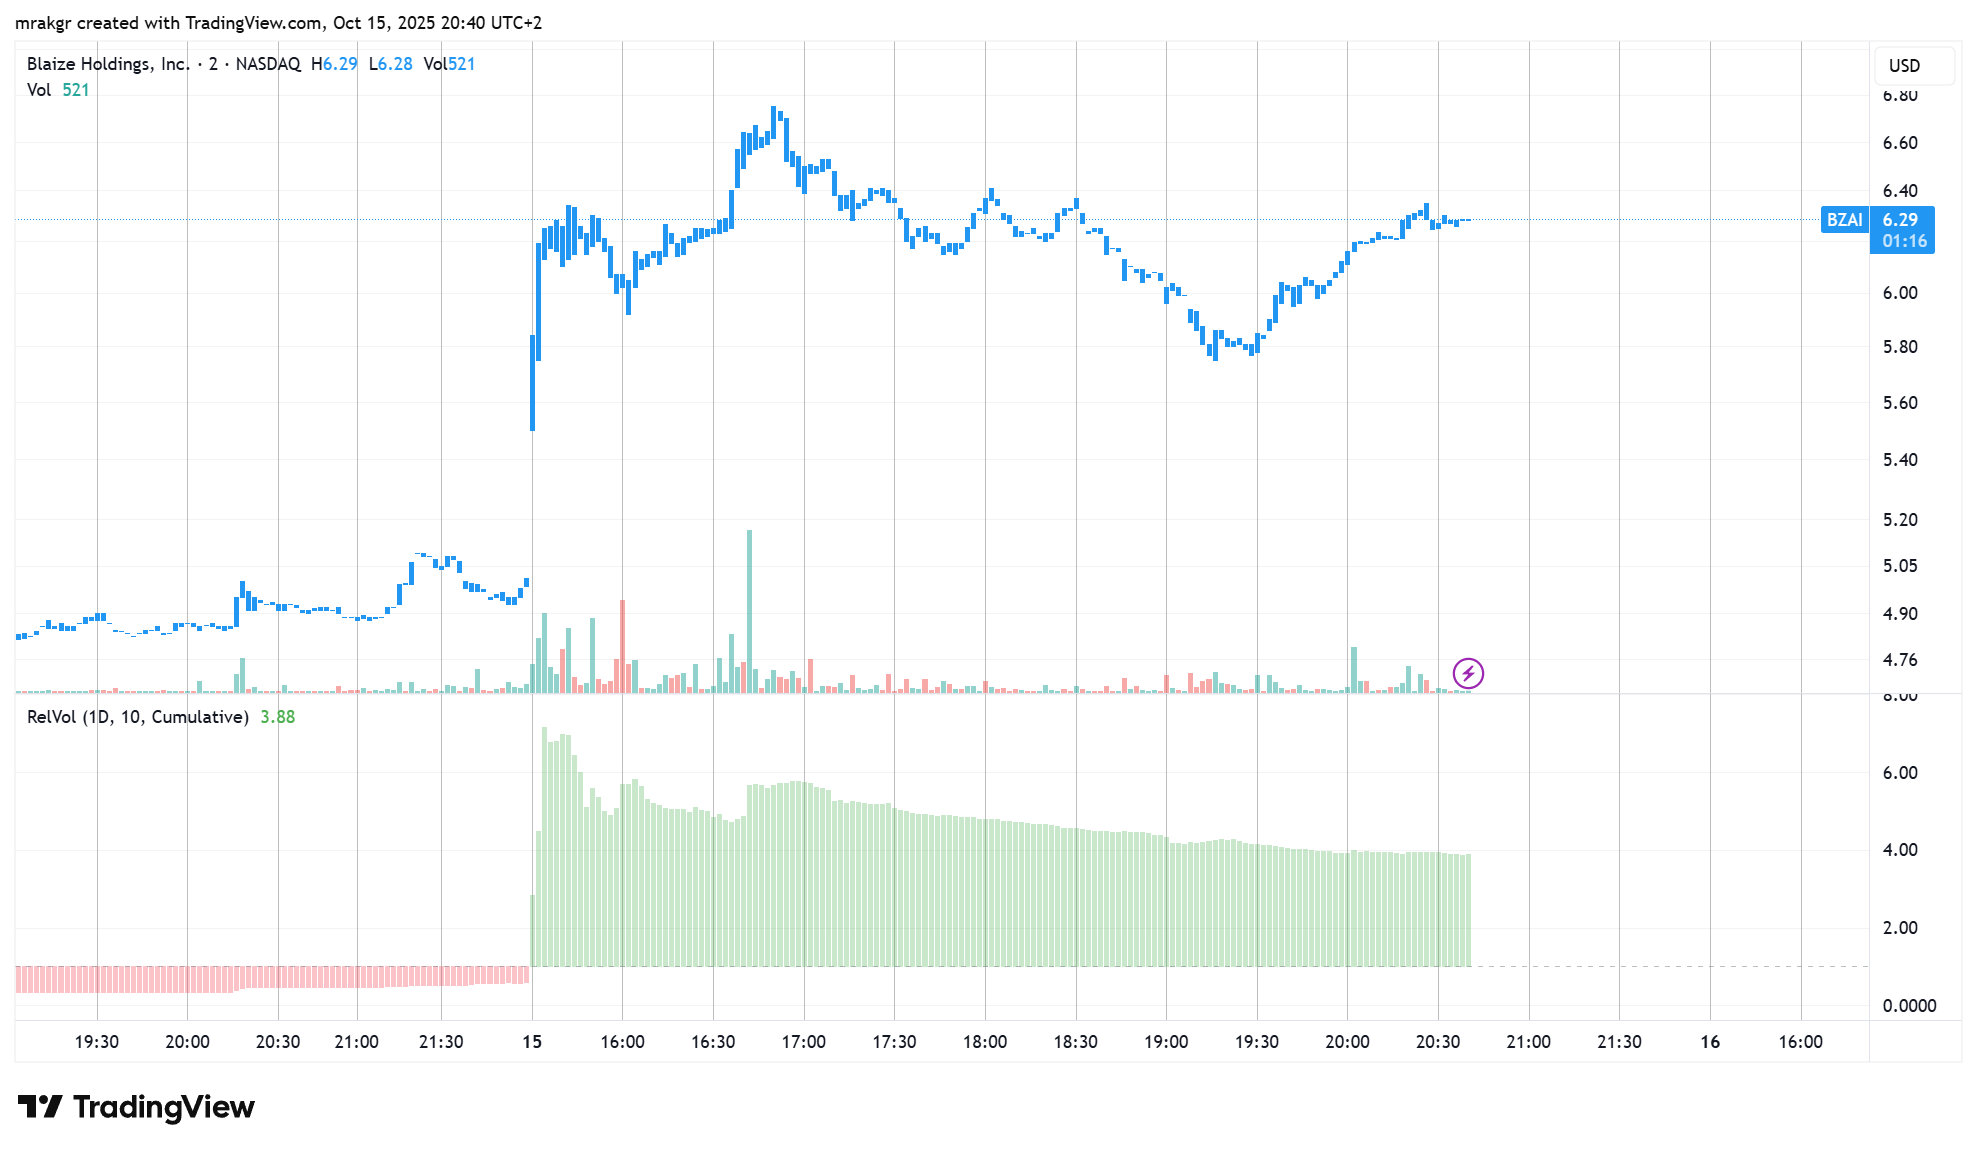 mrakgr created with TradingView.com, Oct 15, 2025 20:40 UTC+2
Blaize Holdings, Inc. · 2 · NASDAQ H6.29 L6.28 Vol521
Vol 521
USD
6.80
6.60
6.40
BZAI 6.29
01:16
6.00
5.80
5.60
5.40
5.20
5.05
4.90
4.76
8.00
RelVol (1D, 10, Cumulative) 3.88
6.00
4.00
2.00
0.0000
19:30 20:00 20:30 21:00 21:30 15 16:00 16:30 17:00 17:30 18:00 18:30 19:00 19:30 20:00 20:30 21:00 21:30 16 16:00
TradingView